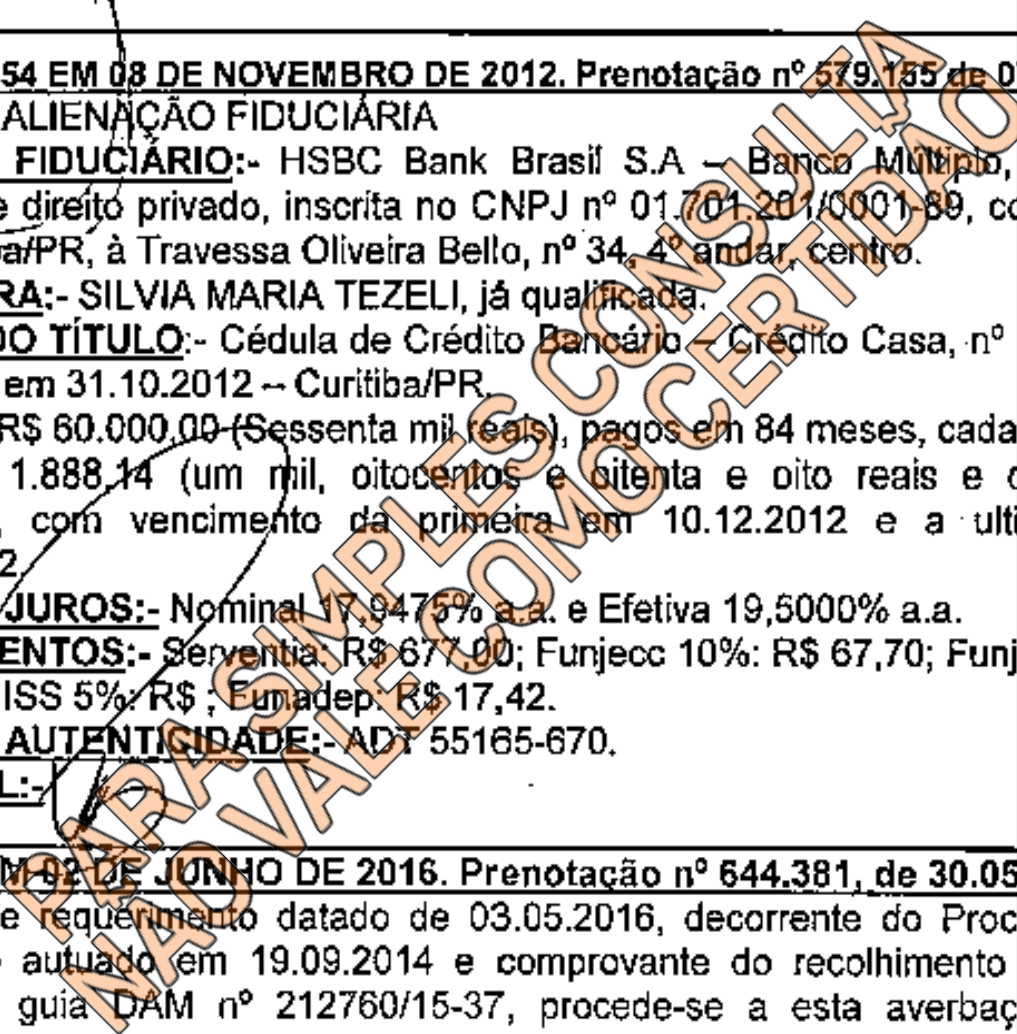 54 EM 08 DE NOVEMBRO DE 2012. Prenotação nº 579.155 de 0
ALIENAÇÃO FIDUCIÁRIA
FIDUCIÁRIO:- HSBC Bank Brasil S.A – Banco Múltiplo,
e direito privado, inscrita no CNPJ nº 01.701.201/0001-89, co
ba/PR, à Travessa Oliveira Bello, nº 34, 4º andar, centro.
RA:- SILVIA MARIA TEZELI, já qualificada.
DO TÍTULO:- Cédula de Crédito Bancário – Crédito Casa, nº
em 31.10.2012 – Curitiba/PR.
R$ 60.000,00 (Sessenta mil reais), pagos em 84 meses, cada
1.888,14 (um mil, oitocentos e oitenta e oito reais e
, com vencimento da primeira em 10.12.2012 e a ulti
2
JUROS:- Nominal 17,9475% a.a. e Efetiva 19,5000% a.a.
ENTOS:- Serventia: R$ 677,00; Funjecc 10%: R$ 67,70; Funj
ISS 5%: R$ ; Funadep: R$ 17,42.
AUTENTICIDADE:- ADT 55165-670.
L:-
M 02 DE JUNHO DE 2016. Prenotação nº 644.381, de 30.05
e requerimento datado de 03.05.2016, decorrente do Proc
autuado em 19.09.2014 e comprovante do recolhimento
guia DAM nº 212760/15-37, procede-se a esta averbaç
PARA SIMPLES CONSULTA
NÃO VALE COMO CERTIDÃO